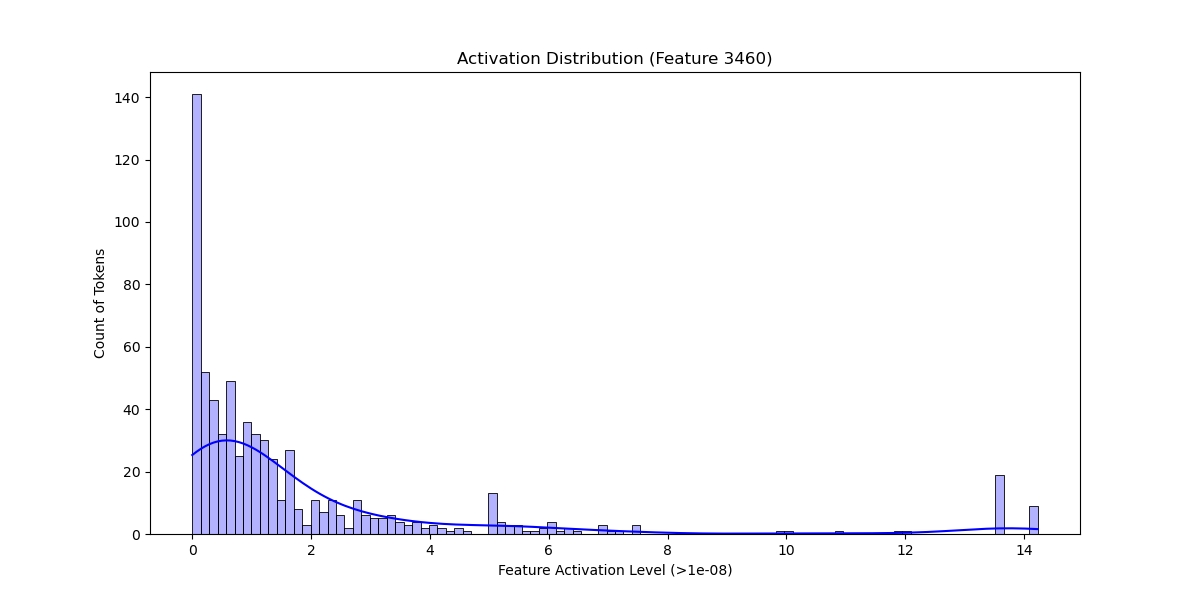 Activation Distribution (Feature 3460)
140
120
100
80
60
40
20
0
Count of Tokens
0 2 4 6 8 10 12 14
Feature Activation Level (>1e-08)